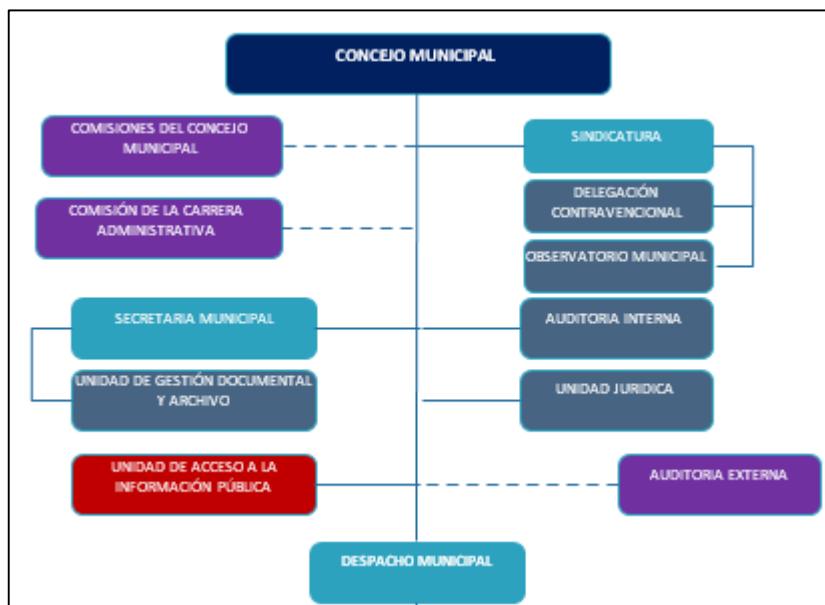 CONCEJO MUNICIPAL
COMISIONES DEL CONCEJO
MUNICIPAL
SINDICATURA
DELEGACIÓN
CONTRAVENCIONAL
COMISIÓN DE LA CARRERA
ADMINISTRATIVA
OBSERVATORIO MUNICIPAL
SECRETARIA MUNICIPAL
AUDITORIA INTERNA
UNIDAD DE GESTIÓN DOCUMENTAL
Y ARCHIVO
UNIDAD JURIDICA
UNIDAD DE ACCESO A LA
INFORMACIÓN PÚBLICA
AUDITORIA EXTERNA
DESPACHO MUNICIPAL